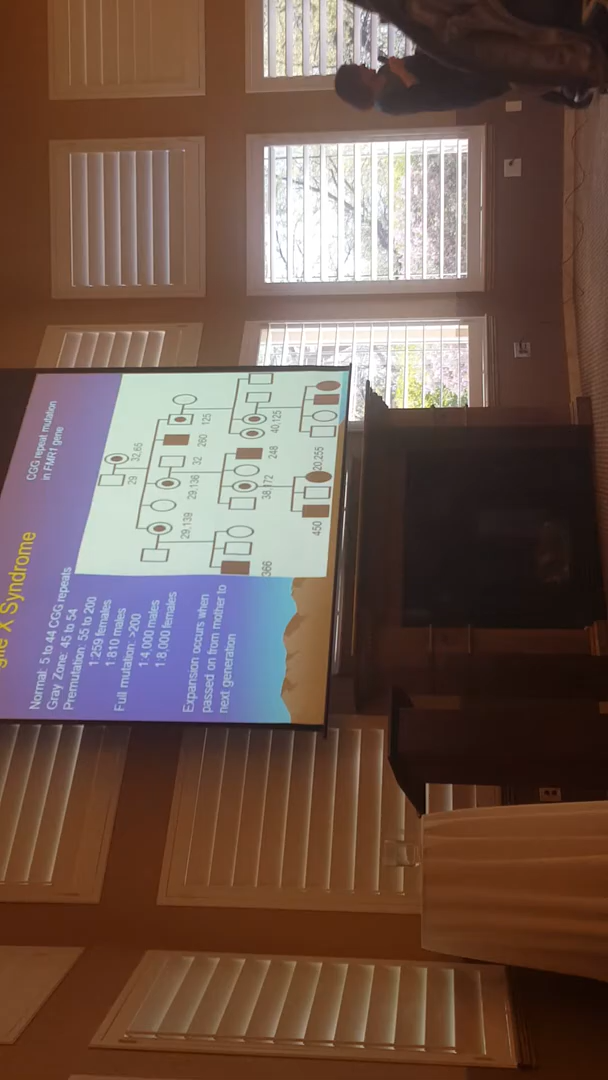 X Syndrome
CGG repeat mutation
in FMR1 gene
Normal: 5 to 44 CGG repeats
Gray Zone: 45 to 54
Premutation: 55 to 200
1:259 females
1:810 males
Full mutation: >200
1:4,000 males
1:8,000 females
Expansion occurs when
passed on from mother to
next generation
29 32,65
29,139 29,136 32 260 125
366 38,172 248 40,125
450 20,255